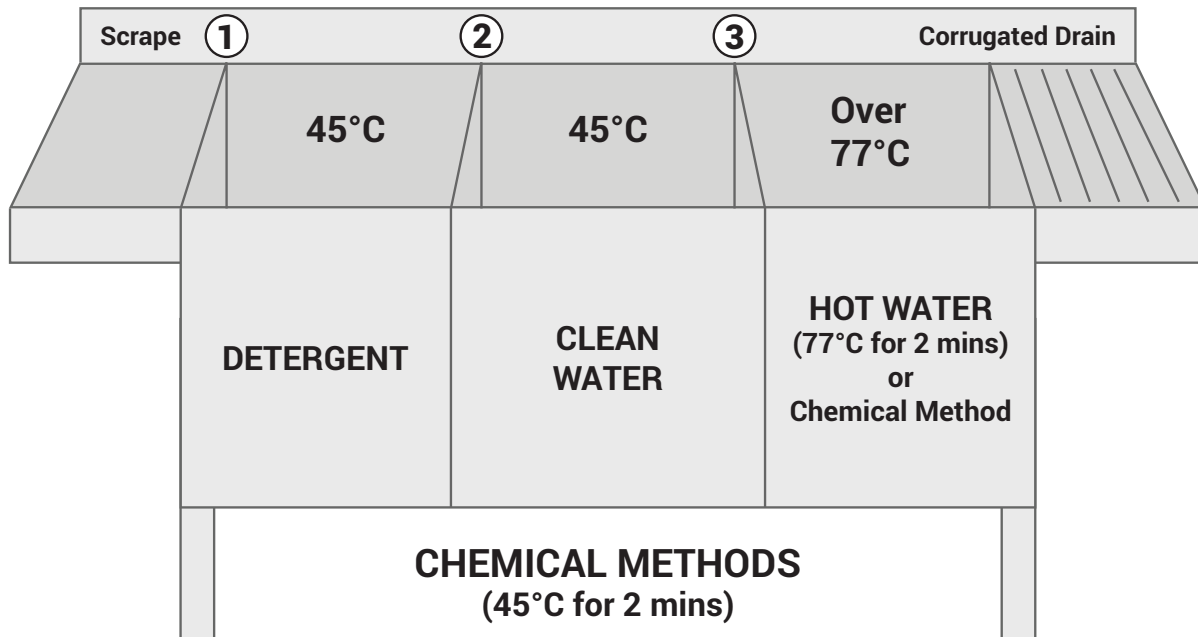 Scrape 1 2 3 Corrugated Drain
45°C 45°C Over
77°C
DETERGENT
CLEAN
WATER
HOT WATER
(77°C for 2 mins)
or
Chemical Method
CHEMICAL METHODS
(45°C for 2 mins)